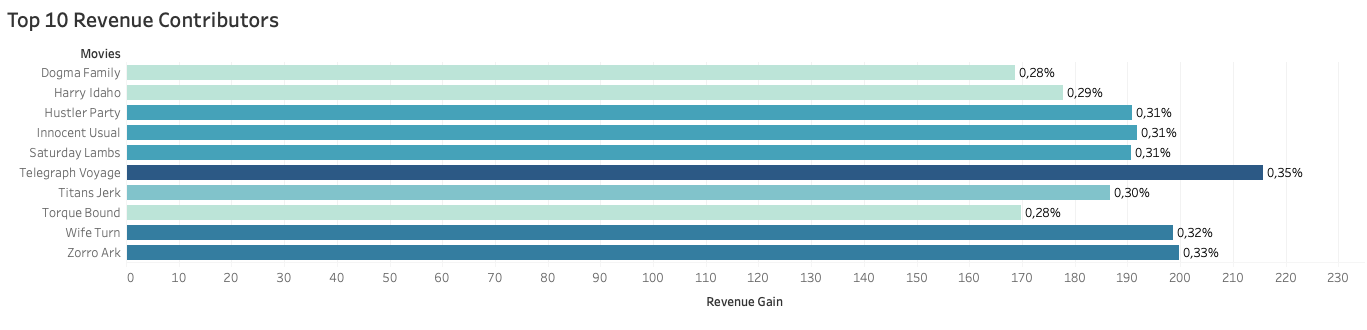 Top 10 Revenue Contributors
Movies
Dogma Family 0,28%
Harry Idaho 0,29%
Hustler Party 0,31%
Innocent Usual 0,31%
Saturday Lambs 0,31%
Telegraph Voyage 0,35%
Titans Jerk 0,30%
Torque Bound 0,28%
Wife Turn 0,32%
Zorro Ark 0,33%
0 10 20 30 40 50 60 70 80 90 100 110 120 130 140 150 160 170 180 190 200 210 220 230
Revenue Gain